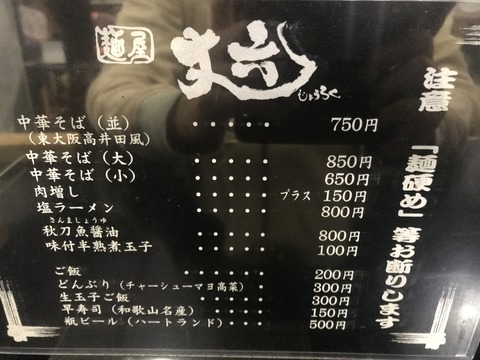 麺屋 丈六
じょうろく
注意 「麺硬め」等お断りします
中華そば（並）・・・・・ 750円
（東大阪高井田風）
中華そば（大）・・・・・ 850円
中華そば（小）・・・・・ 650円
肉増し ・・・・・ プラス 150円
塩ラーメン ・・・・・ 800円
さんましょうゆ
秋刀魚醤油 ・・・・・ 800円
味付半熟煮玉子 ・・・・・ 100円
ご飯 ・・・・・・・・・ 200円
どんぶり（チャーシューマヨ高菜）・・ 300円
生玉子ご飯 ・・・・・・・ 300円
早寿司（和歌山名産）・・・・ 150円
瓶ビール（ハートランド）・・・ 500円